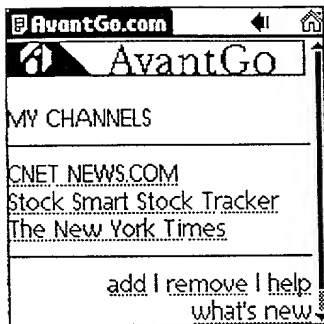 AvantGo.com
AvantGo
MY CHANNELS
CNET NEWS.COM
Stock Smart Stock Tracker
The New York Times
add | remove | help
what's new